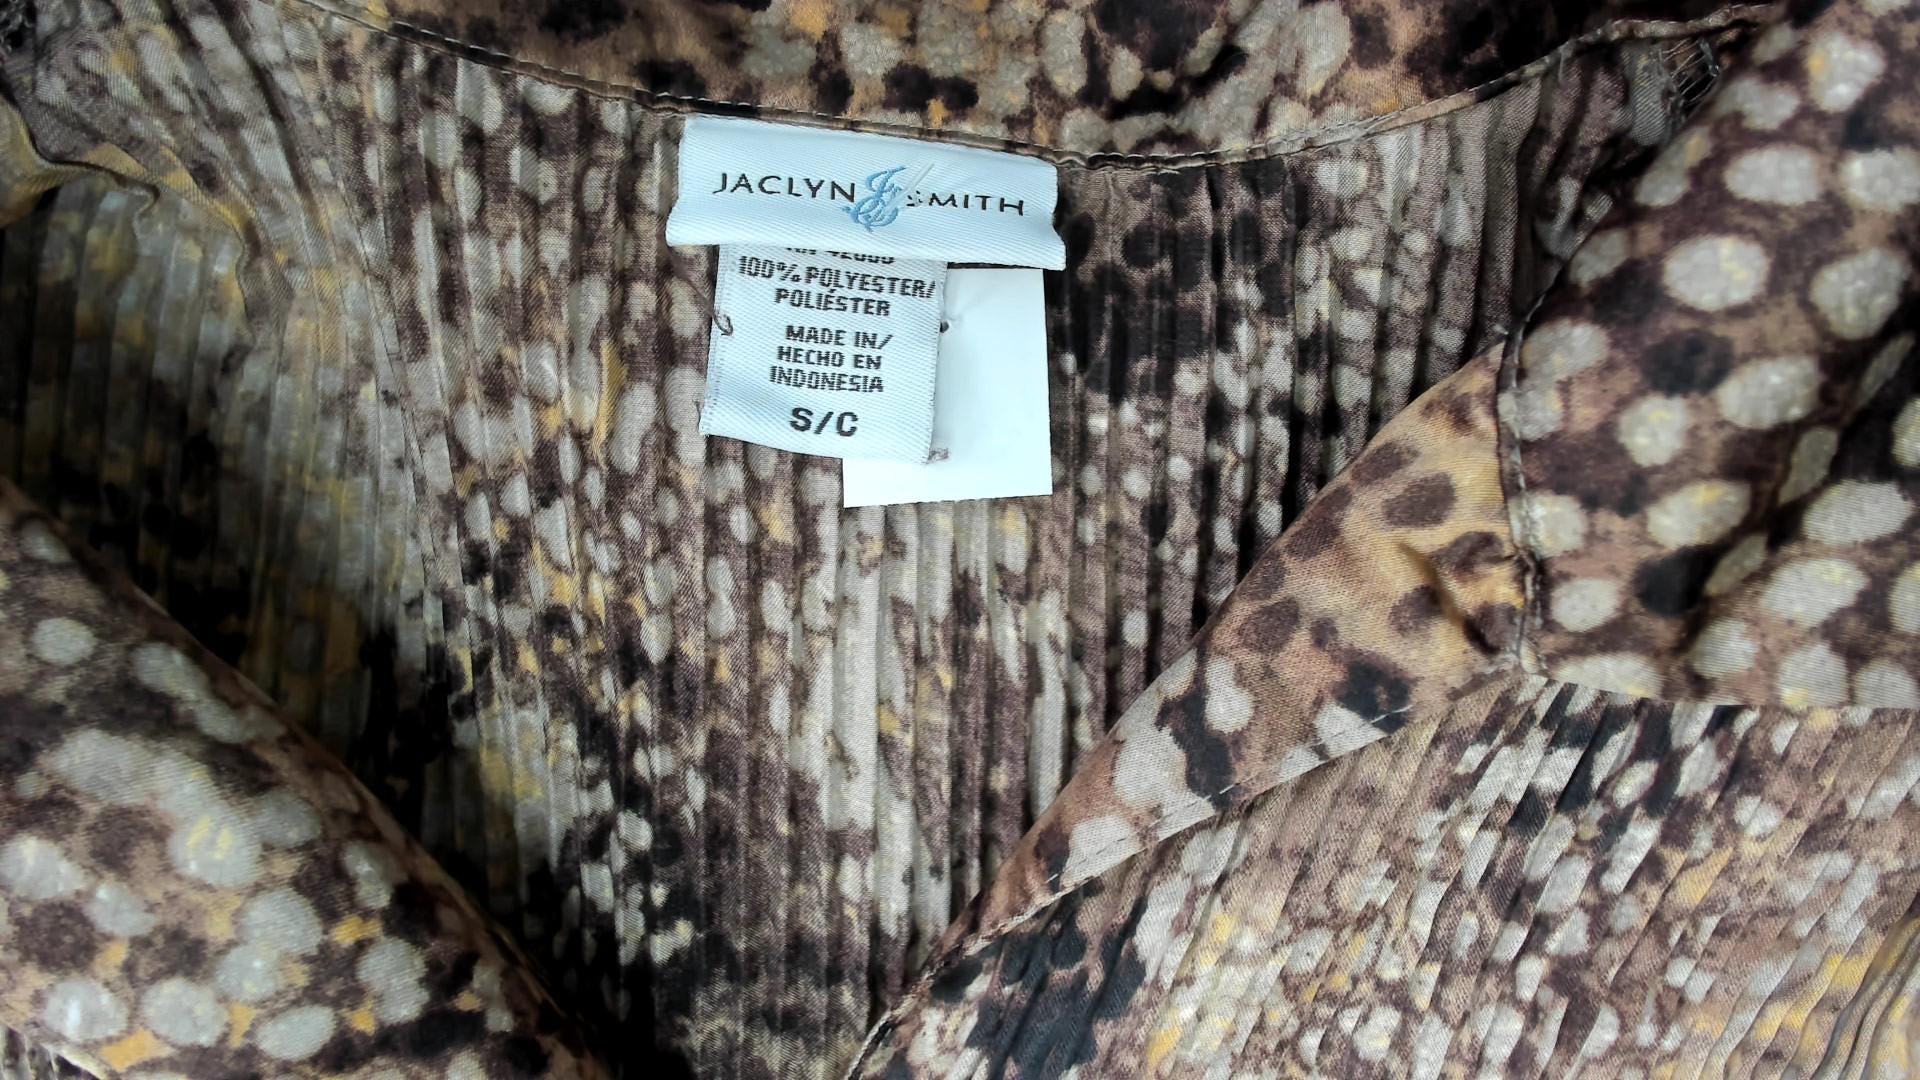 JACLYN SMITH
100% POLYESTER/
POLIÉSTER
MADE IN/
HECHO EN
INDONESIA
S/C